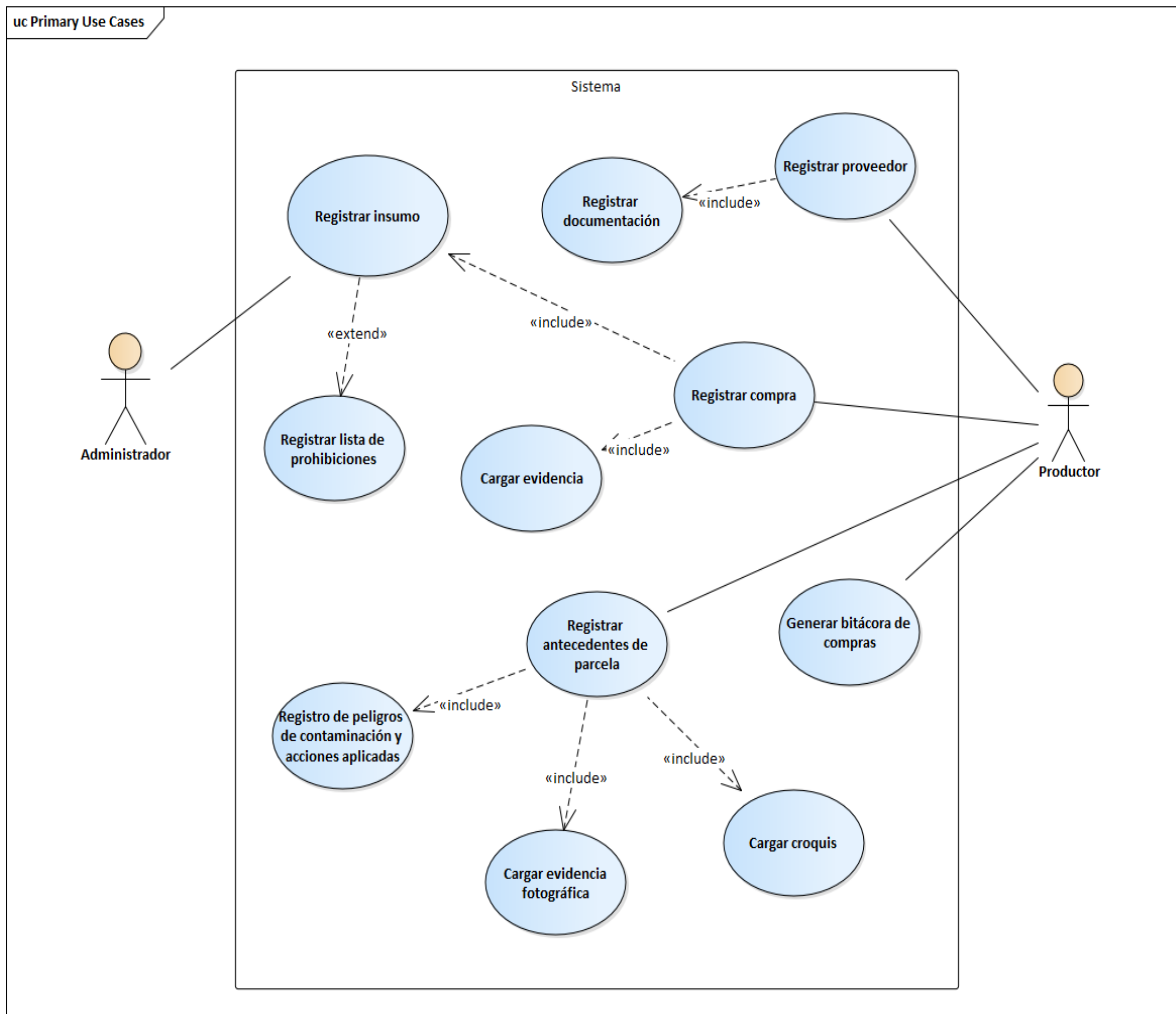 uc Primary Use Cases
Sistema
Registrar proveedor
Registrar insumo
Registrar
documentación
«include»
«include»
«extend»
Administrador
Registrar compra
Productor
Registrar lista de
prohibiciones
«include»
Cargar evidencia
Registrar
antecedentes de
parcela
Generar bitácora de
compras
«include»
Registro de peligros
de contaminación y
acciones aplicadas
«include»
«include»
Cargar croquis
Cargar evidencia
fotográfica